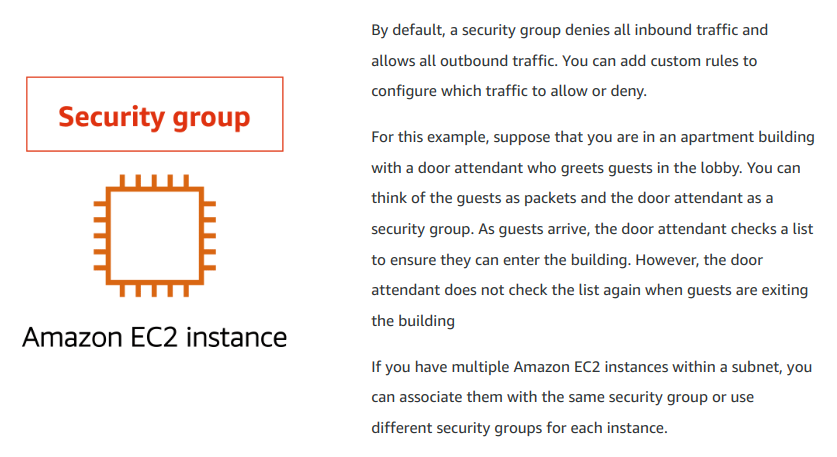 Security group
Amazon EC2 instance
By default, a security group denies all inbound traffic and
allows all outbound traffic. You can add custom rules to
configure which traffic to allow or deny.
For this example, suppose that you are in an apartment building
with a door attendant who greets guests in the lobby. You can
think of the guests as packets and the door attendant as a
security group. As guests arrive, the door attendant checks a list
to ensure they can enter the building. However, the door
attendant does not check the list again when guests are exiting
the building
If you have multiple Amazon EC2 instances within a subnet, you
can associate them with the same security group or use
different security groups for each instance.